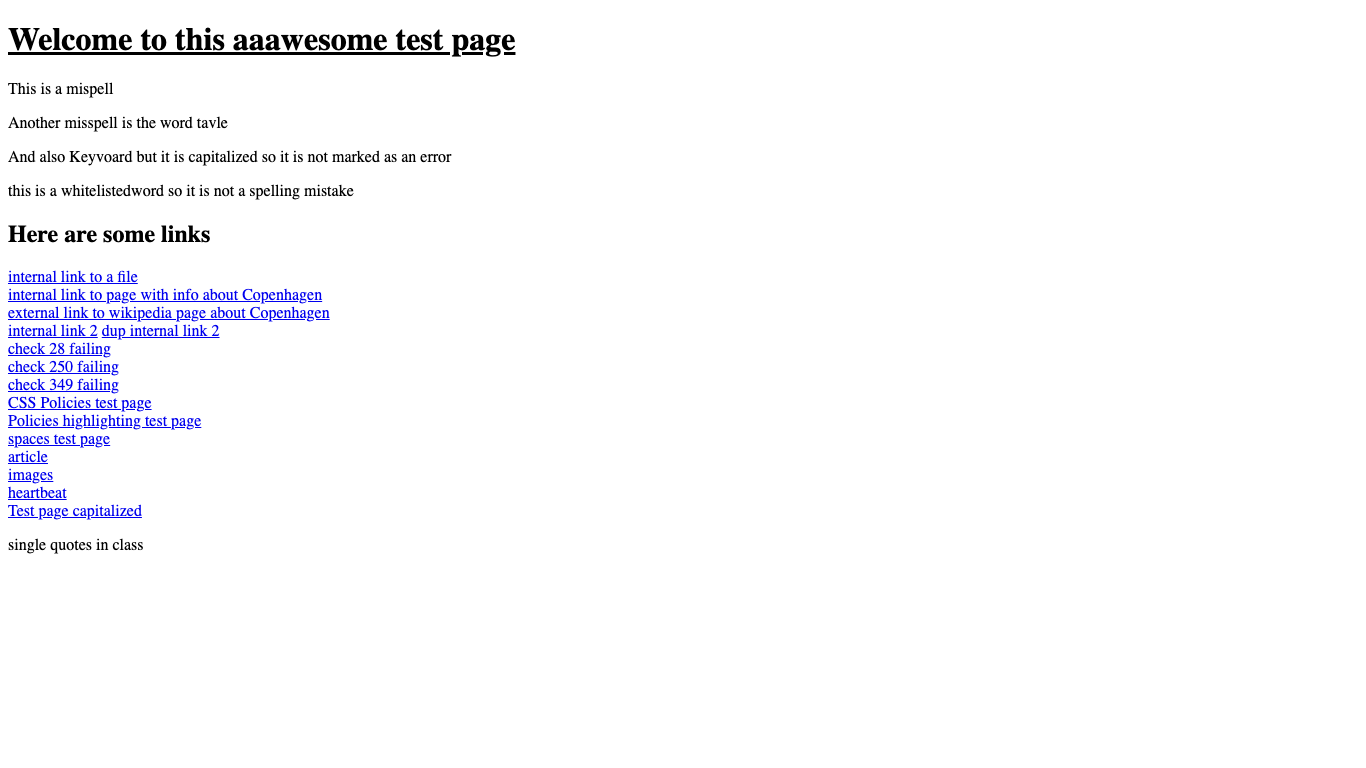 Welcome to this aaawesome test page
This is a mispell
Another misspell is the word tavle
And also Keyvoard but it is capitalized so it is not marked as an error
this is a whitelistedword so it is not a spelling mistake
Here are some links
internal link to a file
internal link to page with info about Copenhagen
external link to wikipedia page about Copenhagen
internal link 2 dup internal link 2
check 28 failing
check 250 failing
check 349 failing
CSS Policies test page
Policies highlighting test page
spaces test page
article
images
heartbeat
Test page capitalized
single quotes in class